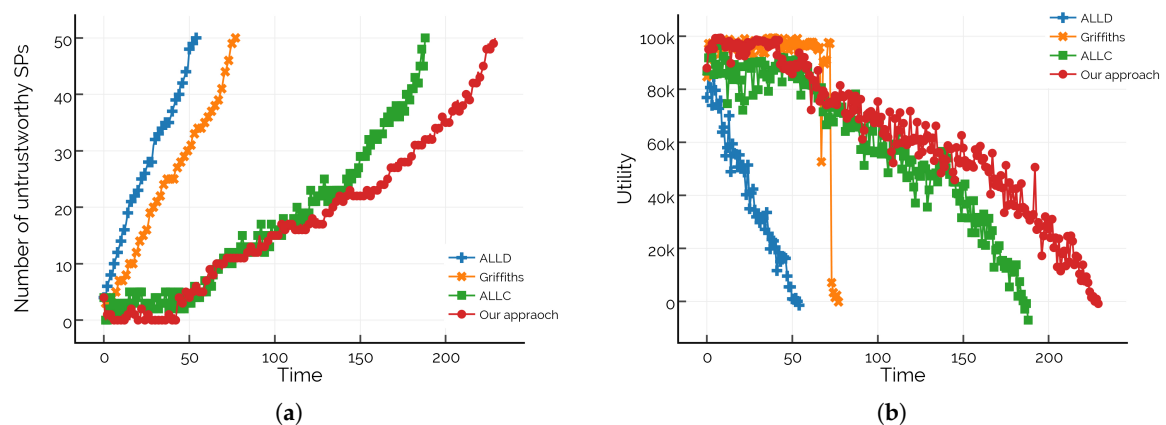 Number of untrustworthy SPs
50
40
30
20
10
0
0
50
100
150
200
Time
ALLD
Griffiths
ALLC
Our appraoch
(a)
Utility
100k
80k
60k
40k
20k
0
0
50
100
150
200
Time
ALLD
Griffiths
ALLC
Our approach
(b)